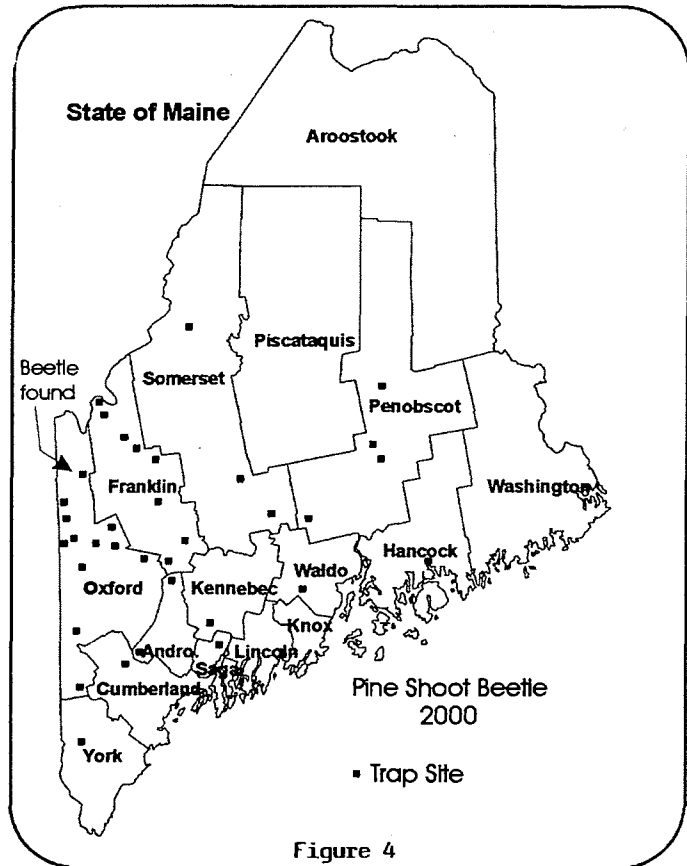 State of Maine
Aroostook
Piscataquis
Somerset
Beetle
found
Penobscot
Franklin
Washington
Hancock
Waldo
Oxford
Kennebec
Knox
Andro.
Lincoln
Saga.
Cumberland
Pine Shoot Beetle
2000
York
Trap Site
Figure 4